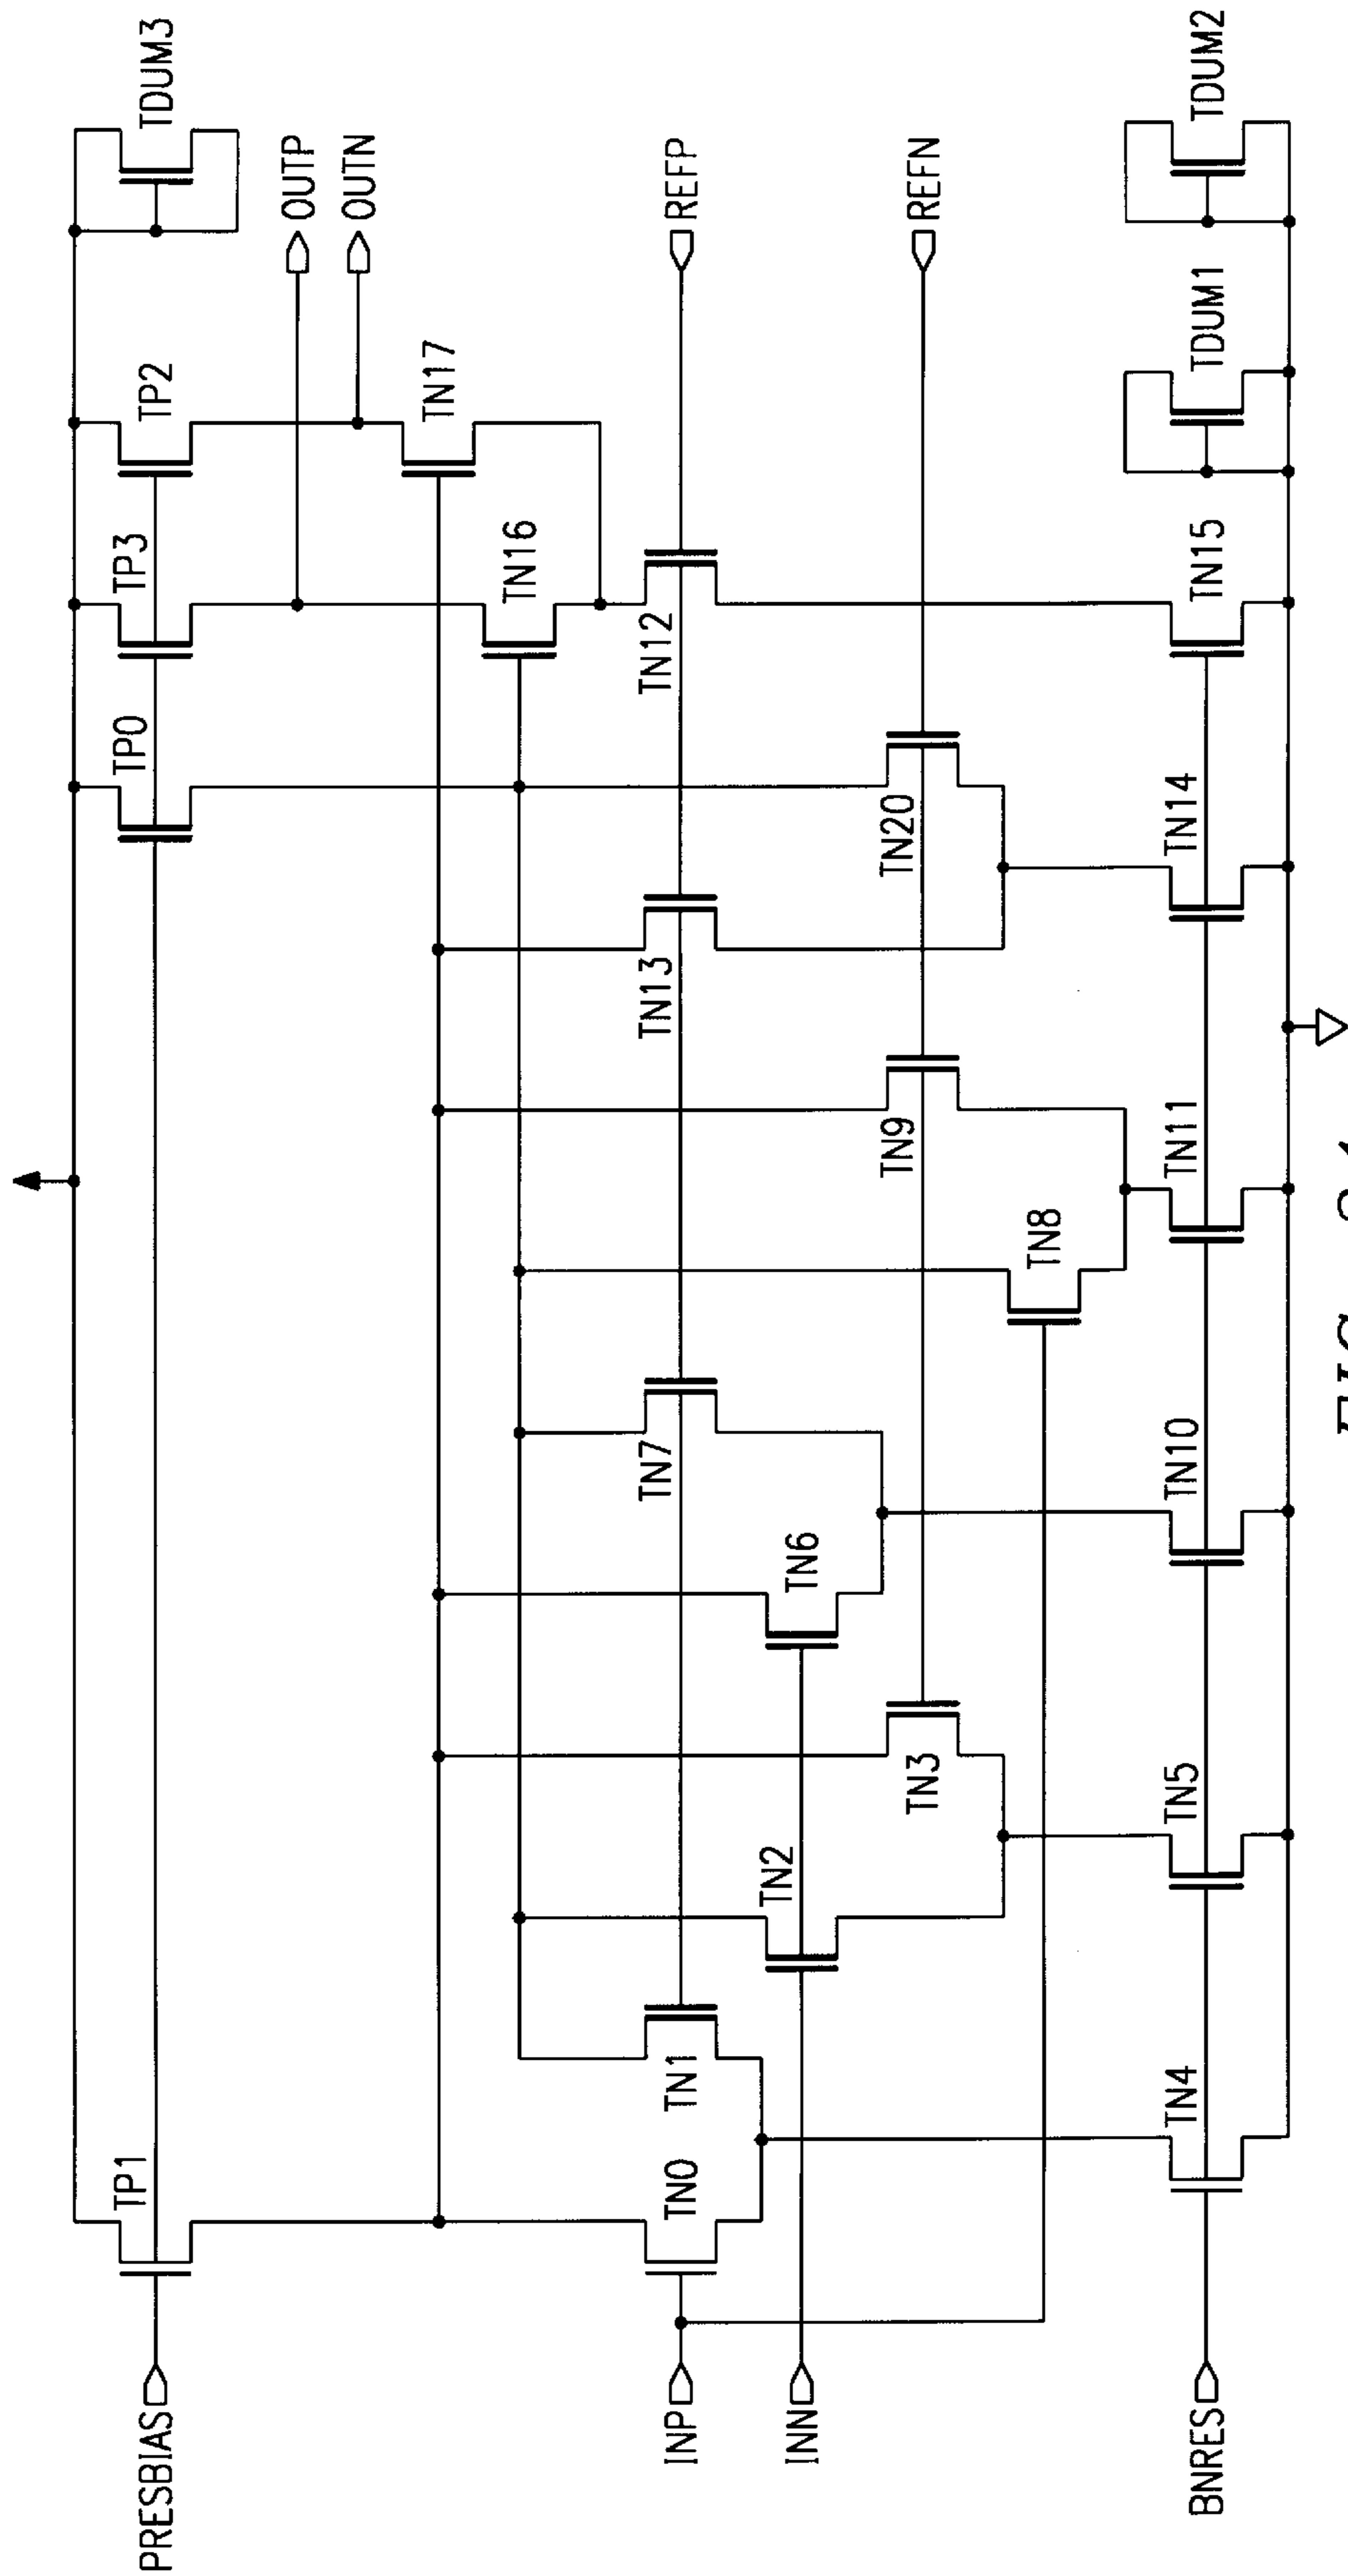 PRESBIAS
TP1
TP0
TP3
TP2
TDUM3
OUTP
OUTN
TN17
TN16
INP
TN0
TN1
TN7
TN13
TN12
REFP
INN
TN2
TN6
TN3
TN9
TN20
REFN
TN8
BNRES
TN4
TN5
TN10
TN11
TN14
TN15
TDUM1
TDUM2